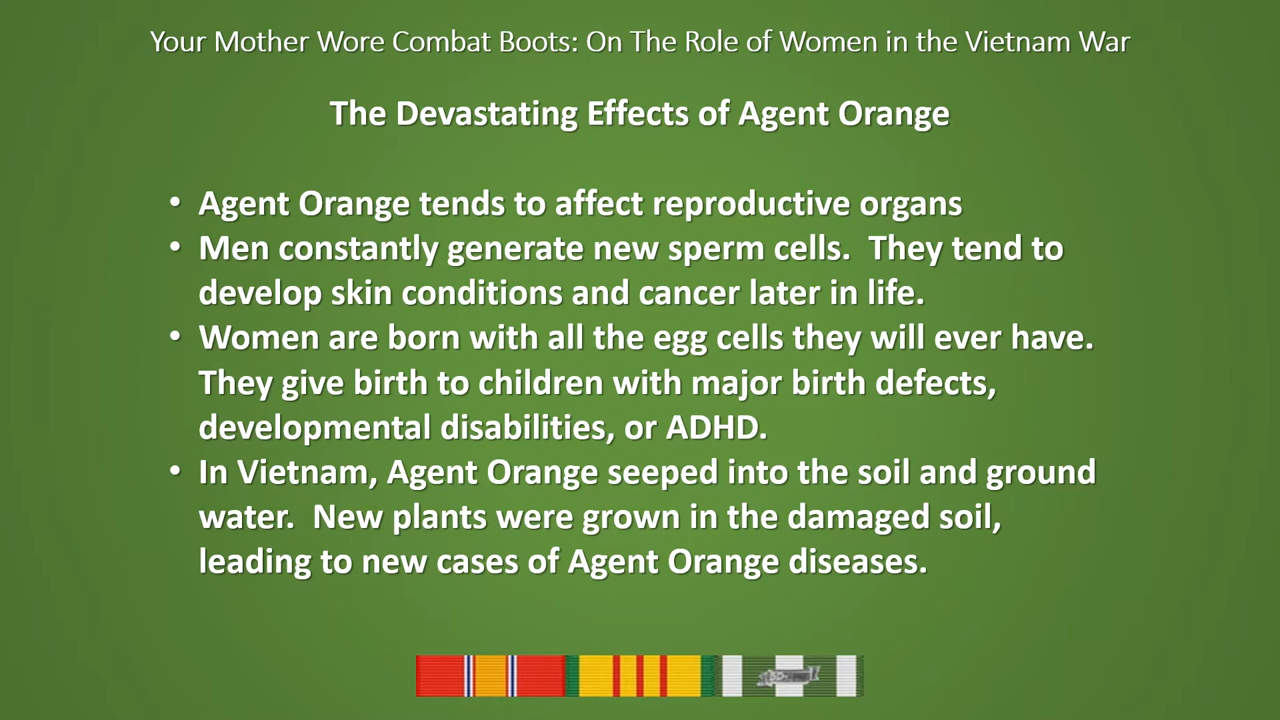 Your Mother Wore Combat Boots: On The Role of Women in the Vietnam War
The Devastating Effects of Agent Orange
• Agent Orange tends to affect reproductive organs
• Men constantly generate new sperm cells.  They tend to
develop skin conditions and cancer later in life.
• Women are born with all the egg cells they will ever have.
They give birth to children with major birth defects,
developmental disabilities, or ADHD.
• In Vietnam, Agent Orange seeped into the soil and ground
water.  New plants were grown in the damaged soil,
leading to new cases of Agent Orange diseases.